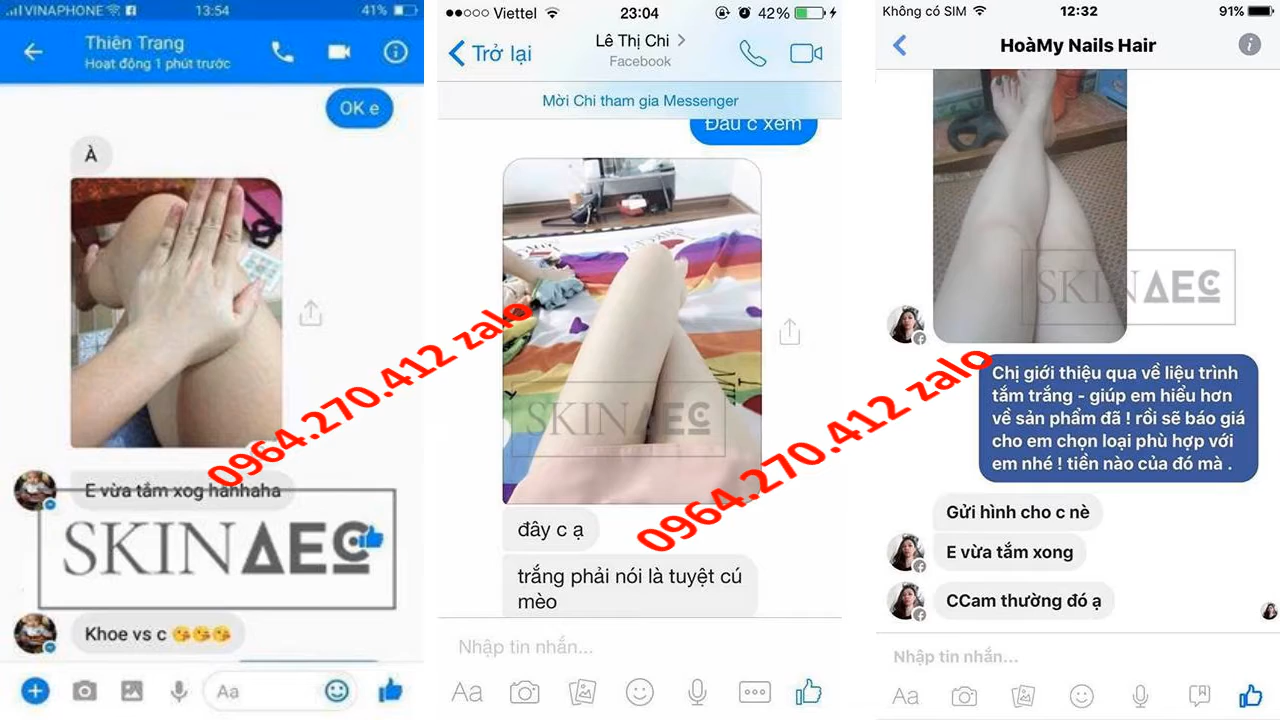 VINAPHONE
13:54
41%
Thiên Trang
Hoạt động 1 phút trước
OK e
À
E vừa tắm xog hahhaha
SKINAEC
Khoe vs c 😘😘😘
Aa
Viettel
23:04
42%
Trở lại
Lê Thị Chi
Facebook
Mời Chi tham gia Messenger
Đâu c xem
SKINAEC
đây c ạ
trắng phải nói là tuyệt cú
mèo
Nhập tin nhắn...
Aa
Không có SIM
12:32
91%
HoàMy Nails Hair
SKINAEC
Chị giới thiệu qua về liệu trình
tắm trắng - giúp em hiểu hơn
về sản phẩm đã ! rồi sẽ báo giá
cho em chọn loại phù hợp với
em nhé ! tiền nào của đó mà .
Gửi hình cho c nè
E vừa tắm xong
CCam thường đó ạ
Nhập tin nhắn...
Aa
0964.270.412 zalo
0964.270.412 zalo